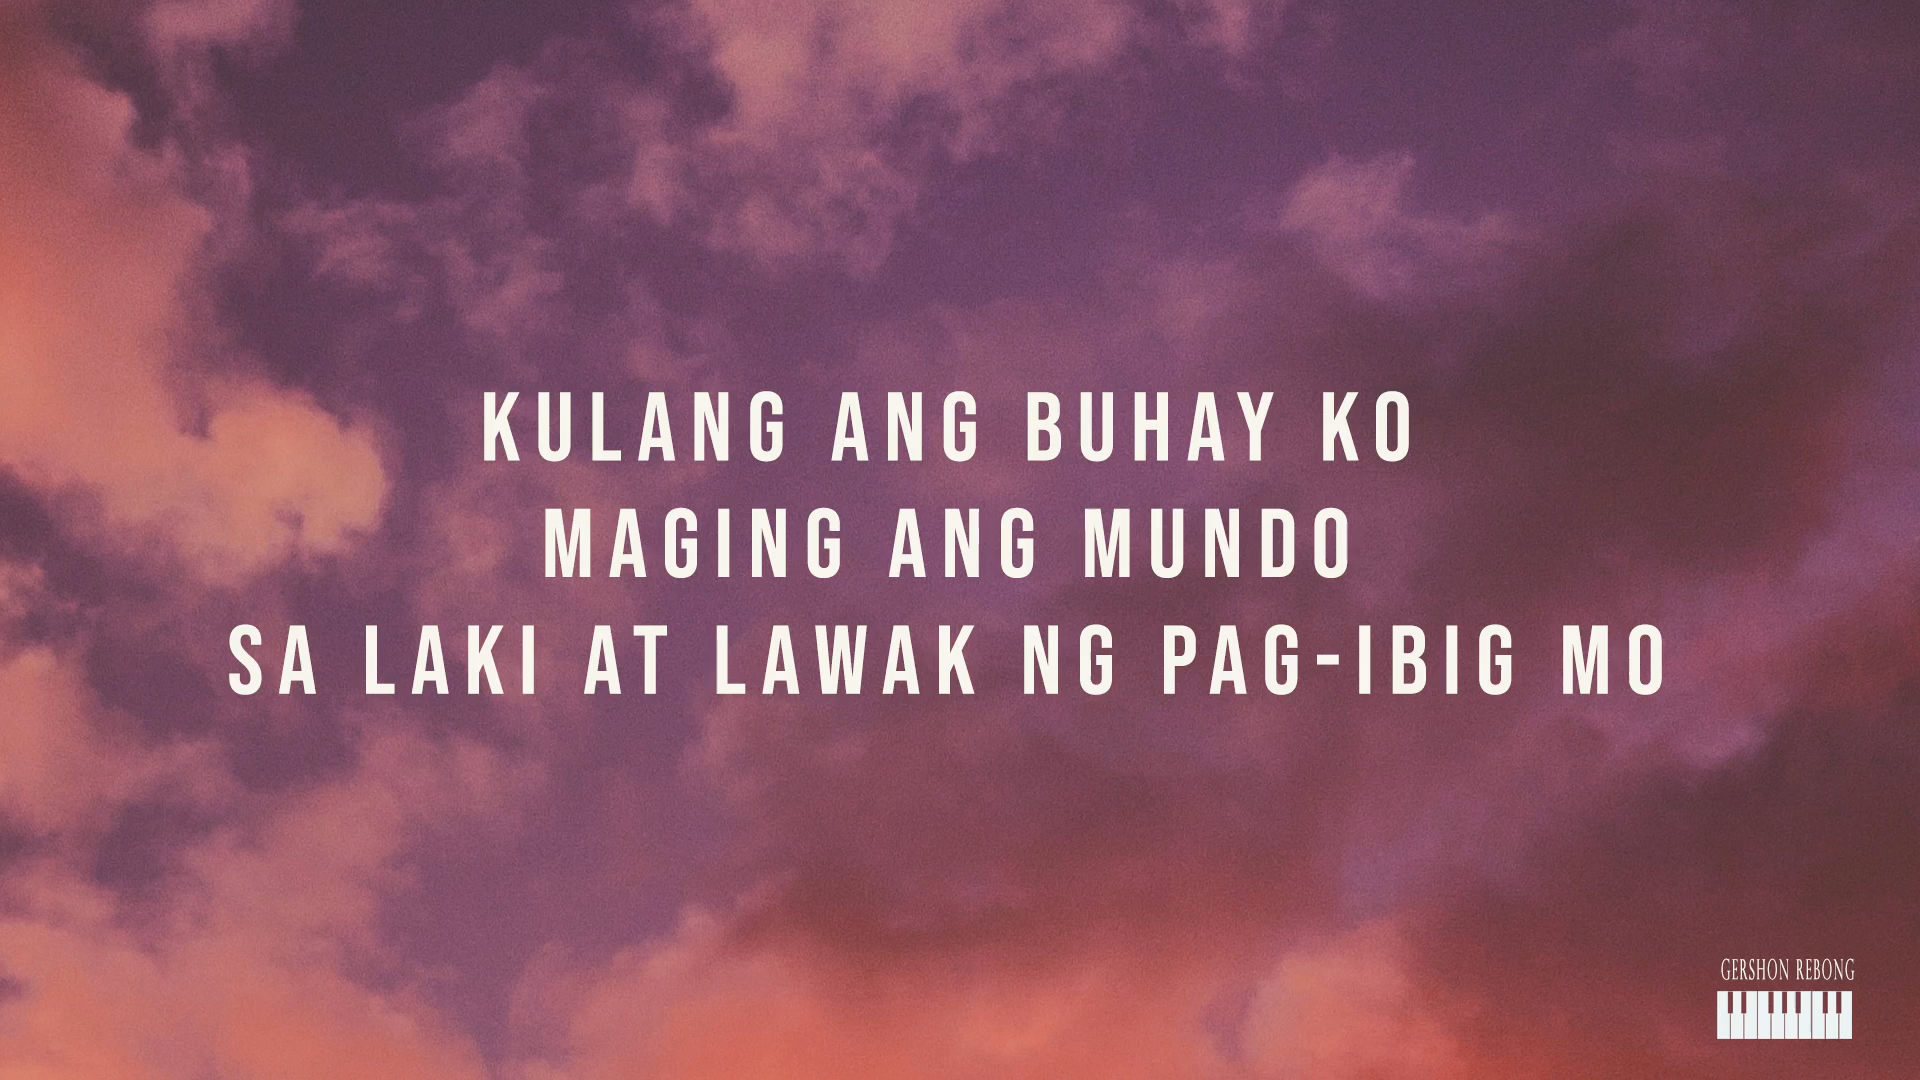 KULANG ANG BUHAY KO
MAGING ANG MUNDO
SA LAKI AT LAWAK NG PAG-IBIG MO
GERSHON REBONG